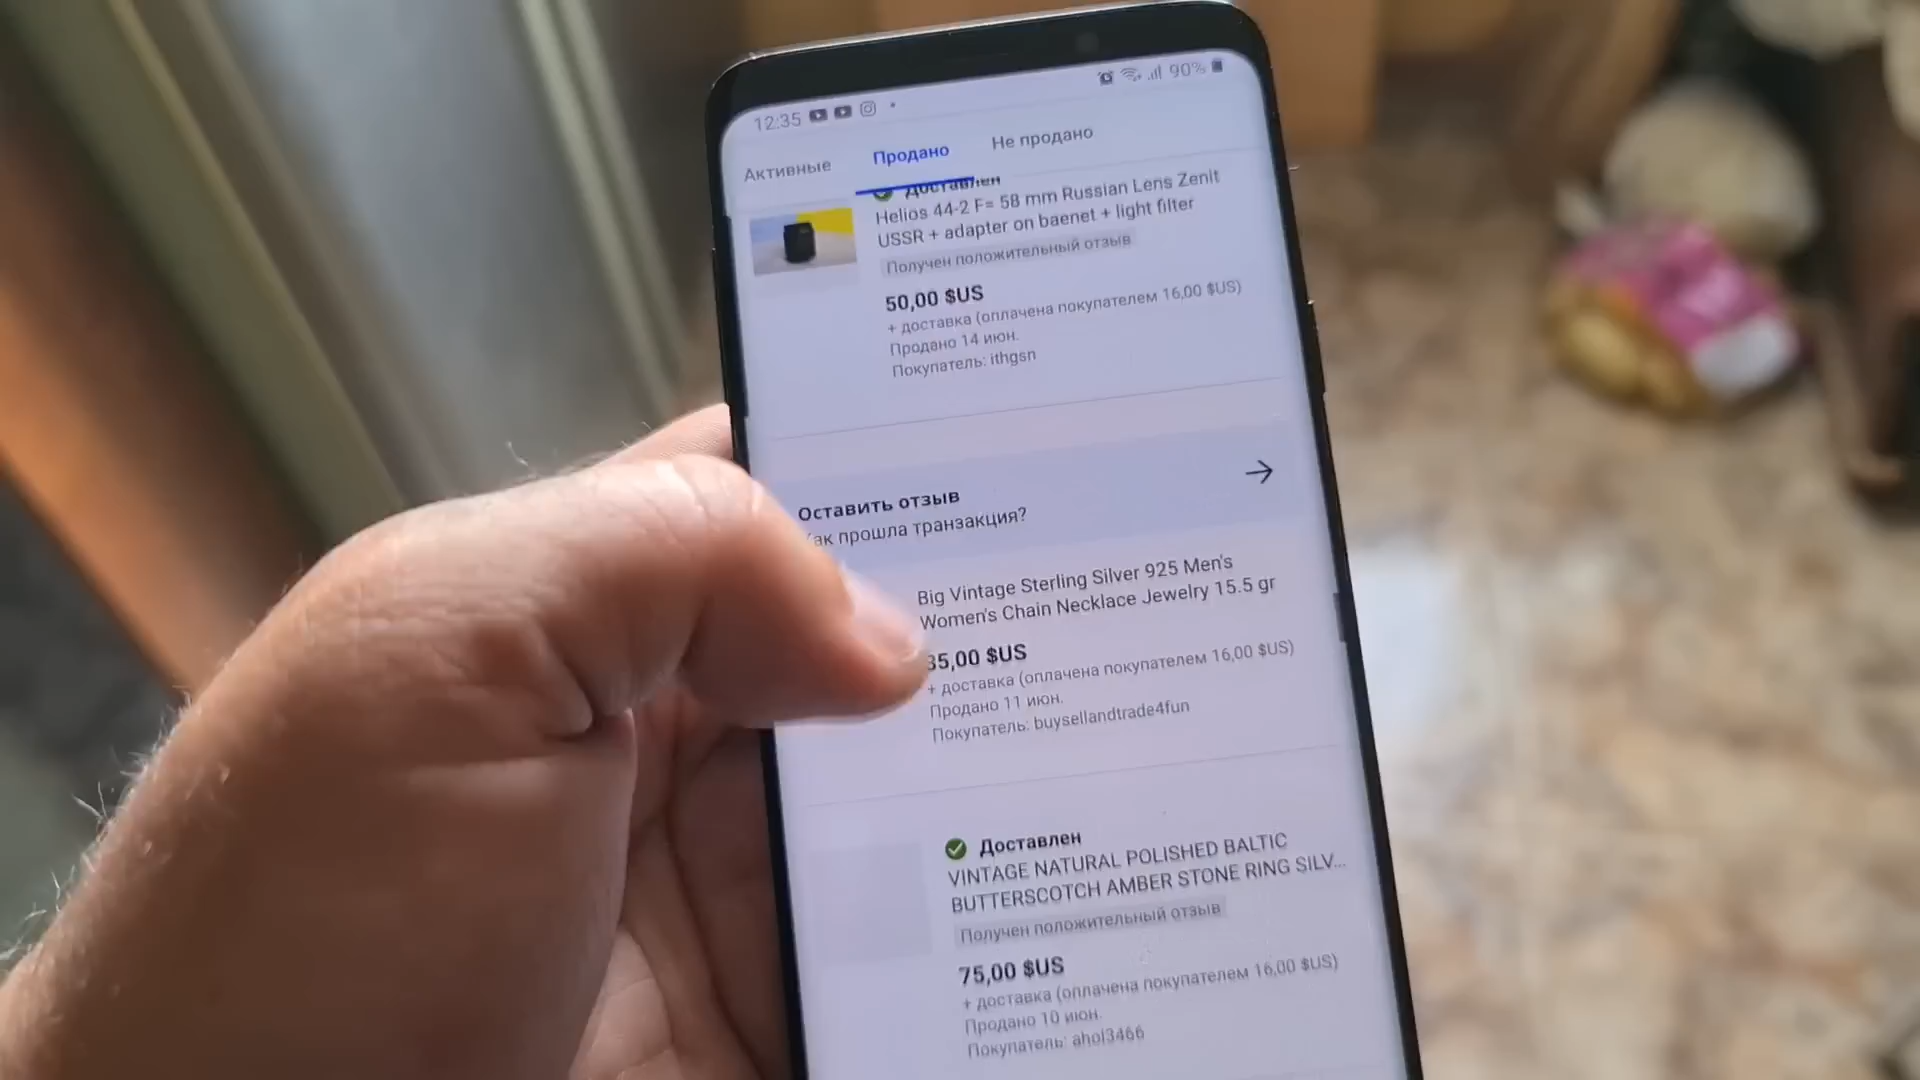 12:35
90%
Активные Продано Не продано
Доставлен
Helios 44-2 F= 58 mm Russian Lens Zenit
USSR + adapter on baenet + light filter
Получен положительный отзыв
50,00 $US
+ доставка (оплачена покупателем 16,00 $US)
Продано 14 июн.
Покупатель: ithgsn
Оставить отзыв
Как прошла транзакция?
Big Vintage Sterling Silver 925 Men's
Women's Chain Necklace Jewelry 15.5 gr
35,00 $US
+ доставка (оплачена покупателем 16,00 $US)
Продано 11 июн.
Покупатель: buysellandtrade4fun
Доставлен
VINTAGE NATURAL POLISHED BALTIC
BUTTERSCOTCH AMBER STONE RING SILV...
Получен положительный отзыв
75,00 $US
+ доставка (оплачена покупателем 16,00 $US)
Продано 10 июн.
Покупатель: ahol3466